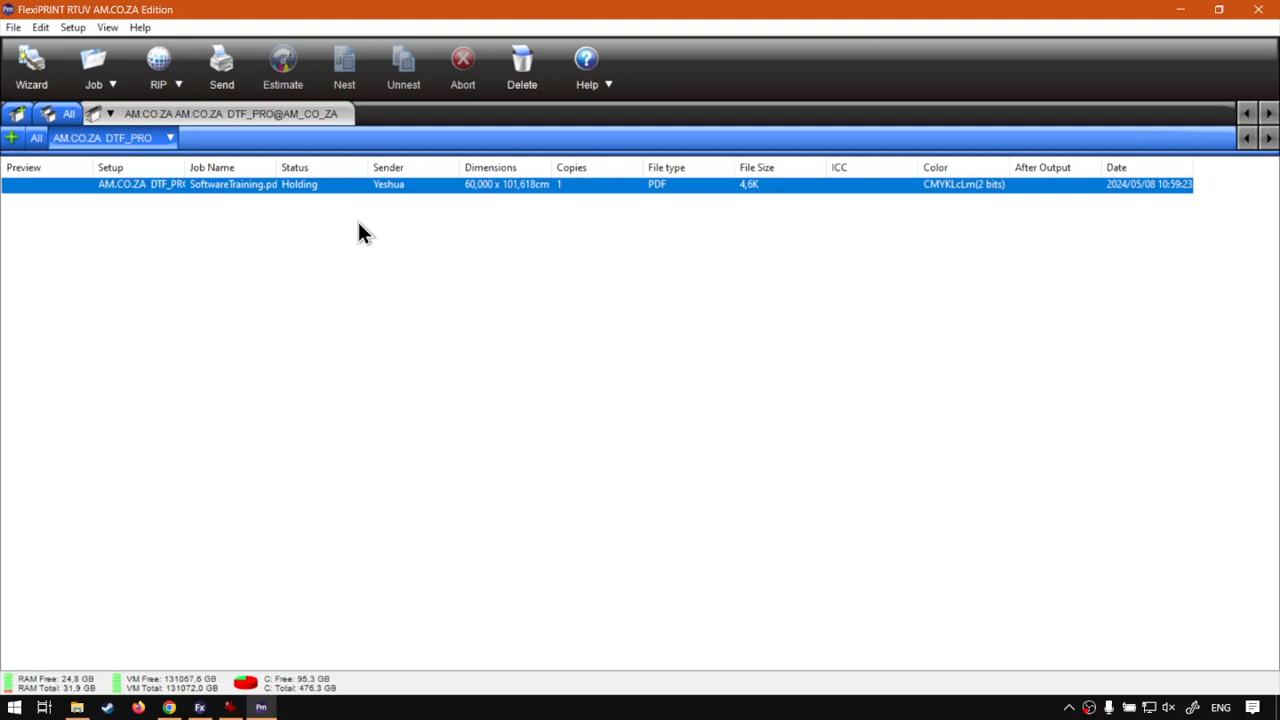 FlexiPRINT RTUV AM.CO.ZA Edition
File Edit Setup View Help
Wizard Job RIP Send Estimate Nest Unnest Abort Delete Help
All AM.CO.ZA AM.CO.ZA DTF_PRO@AM_CO_ZA
All AM.CO.ZA DTF_PRO
Preview Setup Job Name Status Sender Dimensions Copies File type File Size ICC Color After Output Date
AM.CO.ZA DTF_PR( SoftwareTraining.pd Holding Yeshua 60,000 x 101,618cm 1 PDF 4,6K CMYKLcLm(2 bits) 2024/05/08 10:59:23
RAM Free: 24,8 GB VM Free: 131067,6 GB C: Free: 95,3 GB
RAM Total: 31,9 GB VM Total: 131072,0 GB C: Total: 476,3 GB
Fx Pm ENG